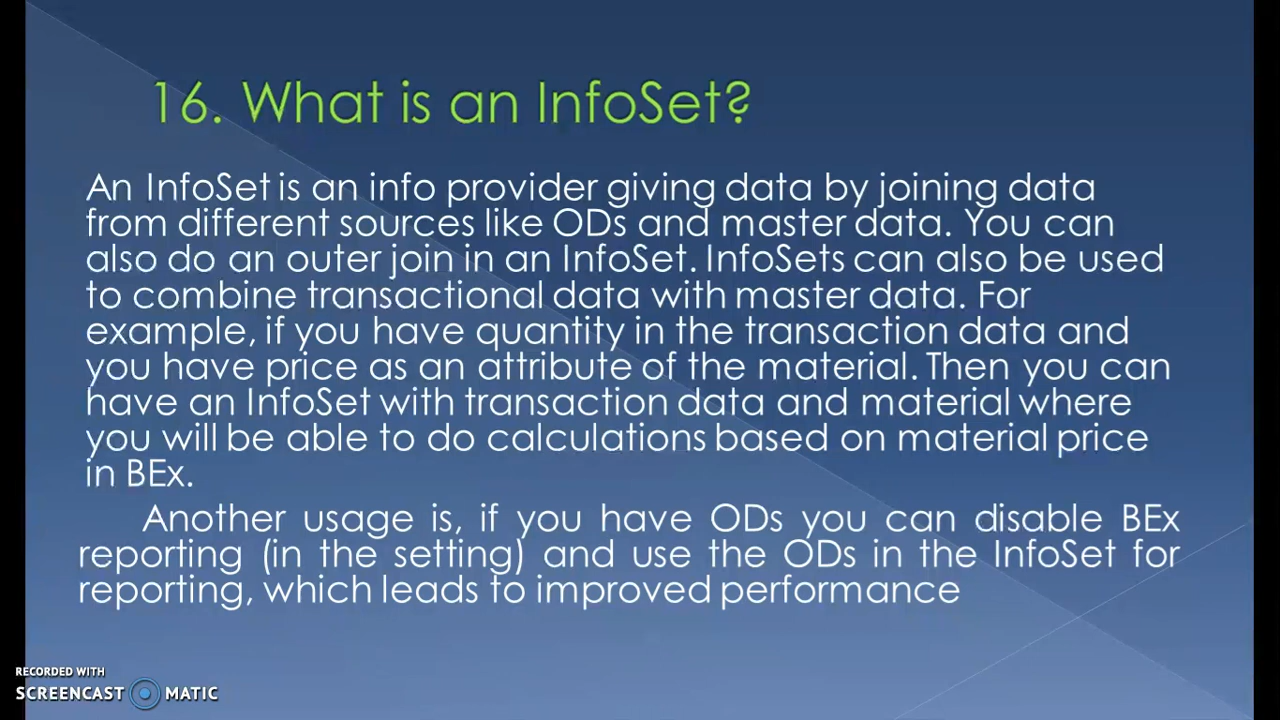 16. What is an InfoSet?
An InfoSet is an info provider giving data by joining data
from different sources like ODs and master data. You can
also do an outer join in an InfoSet. InfoSets can also be used
to combine transactional data with master data. For
example, if you have quantity in the transaction data and
you have price as an attribute of the material. Then you can
have an InfoSet with transaction data and material where
you will be able to do calculations based on material price
in BEx.
Another usage is, if you have ODs you can disable BEx
reporting (in the setting) and use the ODs in the InfoSet for
reporting, which leads to improved performance
RECORDED WITH
SCREENCAST MATIC